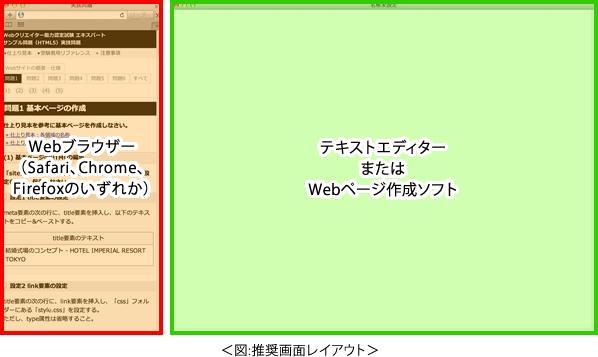 実技問題
名称未設定
Webクリエイター能力認定試験 エキスパート
サンプル問題（HTML5）実技問題
仕上り見本 受験者用リファレンス 注意事項
Webサイトの概要・仕様
問題1 問題2 問題3 問題4 問題5 問題6 すべて
(1) (2) (3) (4) (5)
問題1 基本ページの作成
仕上り見本を参考に基本ページを作成しなさい。
Webブラウザー
（Safari、Chrome、
Firefoxのいずれか）
テキストエディター
または
Webページ作成ソフト
meta要素の次の行に、title要素を挿入し、以下のテキ
ストをコピー&ペーストする。
title要素のテキスト
結婚式場のコンセプト - HOTEL IMPERIAL RESORT
TOKYO
設定2 link要素の設定
title要素の次の行に、link要素を挿入し、「css」フォル
ダーにある「style.css」を設定する。
ただし、type属性は省略すること。
＜図:推奨画面レイアウト＞